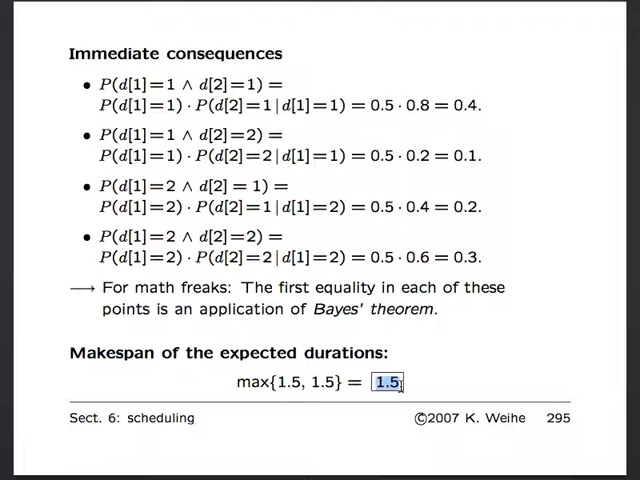 Immediate consequences
• P(d[1]=1 ∧ d[2]=1) =
P(d[1]=1) · P(d[2]=1 | d[1]=1) = 0.5 · 0.8 = 0.4.
• P(d[1]=1 ∧ d[2]=2) =
P(d[1]=1) · P(d[2]=2 | d[1]=1) = 0.5 · 0.2 = 0.1.
• P(d[1]=2 ∧ d[2] = 1) =
P(d[1]=2) · P(d[2]=1 | d[1]=2) = 0.5 · 0.4 = 0.2.
• P(d[1]=2 ∧ d[2]=2) =
P(d[1]=2) · P(d[2]=2 | d[1]=2) = 0.5 · 0.6 = 0.3.
⟶ For math freaks: The first equality in each of these
points is an application of Bayes' theorem.
Makespan of the expected durations:
max{1.5, 1.5} = 1.5
Sect. 6: scheduling ©2007 K. Weihe 295